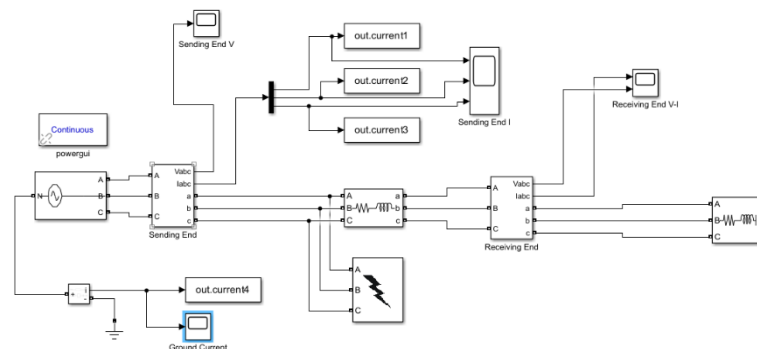 Sending End V
out.current1
out.current2
out.current3
Sending End I
Receiving End V-I
Continuous
powergui
N
A
B
C
A
B
C
Vabc
Iabc
a
b
c
Sending End
A
B
C
a
b
c
A
B
C
Vabc
Iabc
a
b
c
Receiving End
A
B
C
A
B
C
+
-
i
out.current4
Ground Current